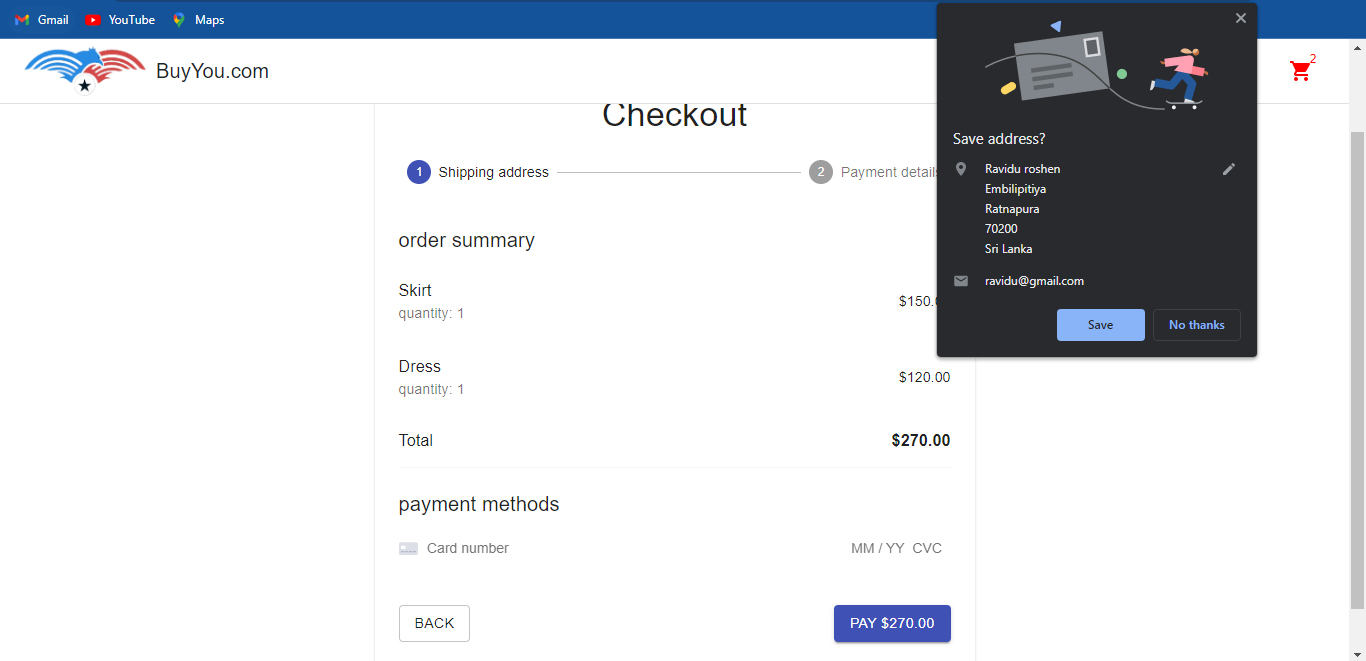 Gmail YouTube Maps
BuyYou.com
2
Checkout
1 Shipping address
2 Payment details
order summary
Skirt
quantity: 1
$150.
Dress
quantity: 1
$120.00
Total $270.00
payment methods
Card number MM / YY CVC
BACK PAY $270.00
Save address?
Ravidu roshen
Embilipitiya
Ratnapura
70200
Sri Lanka
ravidu@gmail.com
Save No thanks